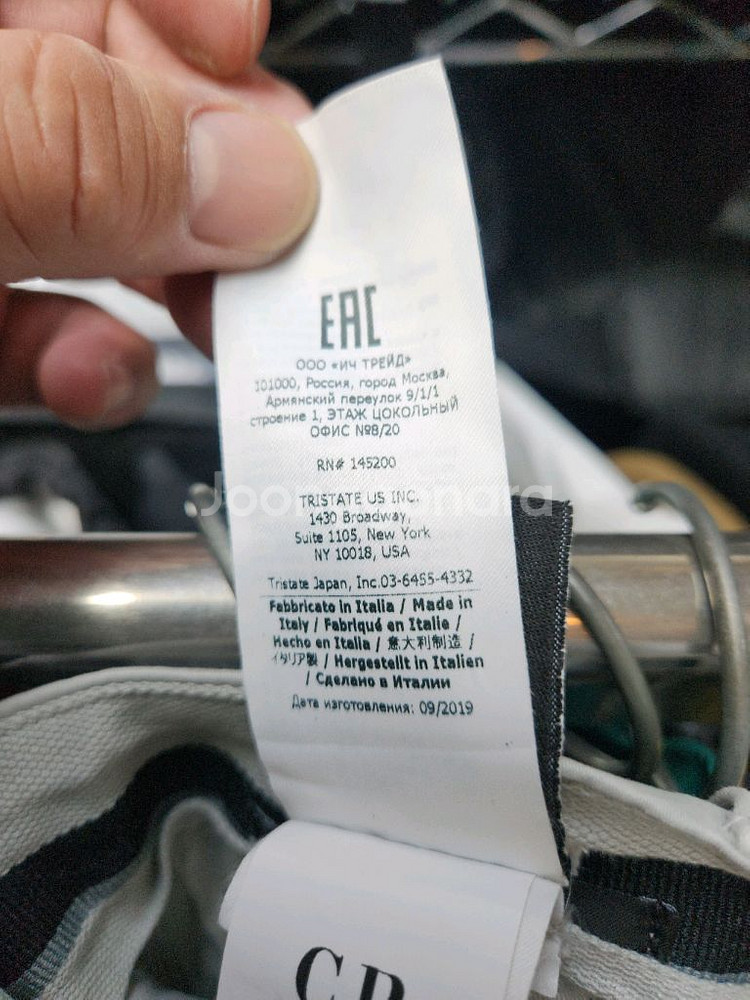 EAC
ООО «ИЧ ТРЕЙД»
101000, Россия, город Москва,
Армянский переулок 9/1/1
строение 1, ЭТАЖ ЦОКОЛЬНЫЙ
ОФИС №8/20
RN# 145200
TRISTATE US INC.
1430 Broadway,
Suite 1105, New York
NY 10018, USA
Tristate Japan, Inc.03-6455-4332
Fabbricato in Italia / Made in
Italy / Fabriqué en Italie /
Hecho en Italia / 意大利制造 /
イタリア製 / Hergestellt in Italien
/ Сделано в Италии
Дата изготовления: 09/2019